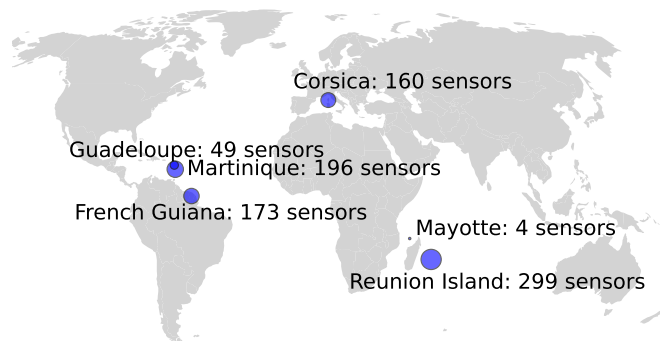 Corsica: 160 sensors
Guadeloupe: 49 sensors
Martinique: 196 sensors
French Guiana: 173 sensors
Mayotte: 4 sensors
Reunion Island: 299 sensors